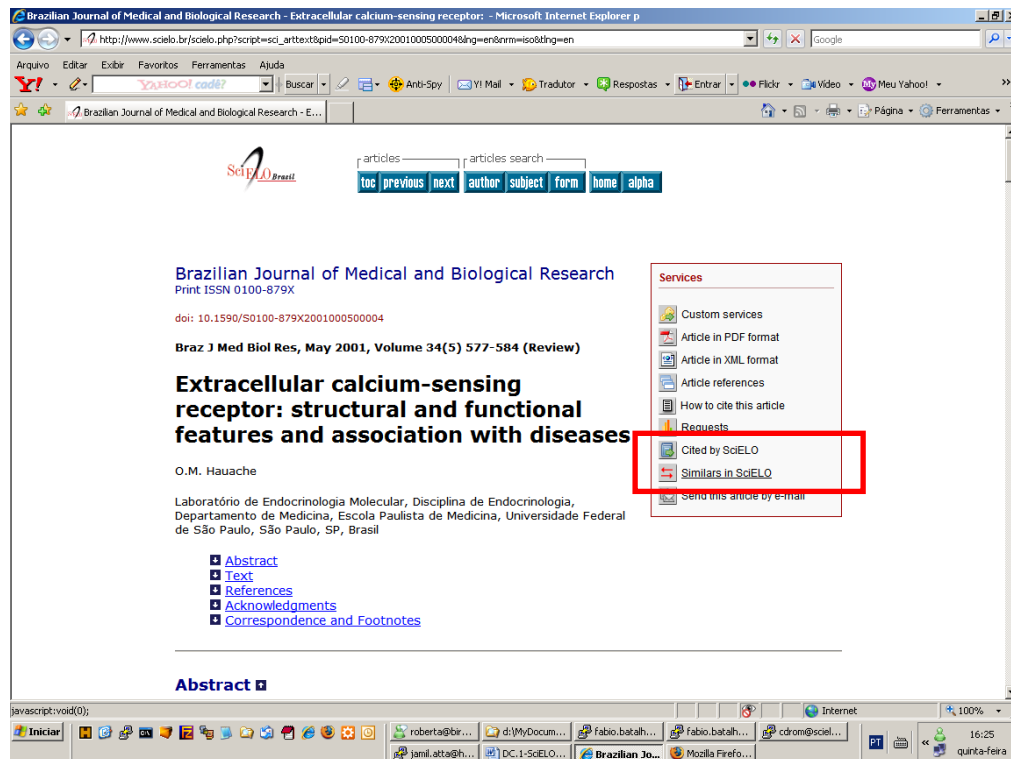 Brazilian Journal of Medical and Biological Research - Extracellular calcium-sensing receptor: - Microsoft Internet Explorer p
http://www.scielo.br/scielo.php?script=sci_arttext&pid=S0100-879X2001000500004&lng=en&nrm=iso&tlng=en
Google
Arquivo Editar Exibir Favoritos Ferramentas Ajuda
Y! YAHOO! cadê? Buscar Anti-Spy Y! Mail Tradutor Respostas Entrar Flickr Vídeo Meu Yahoo! »
Brazilian Journal of Medical and Biological Research - E... Página Ferramentas
SciELO Brazil
articles articles search
toc previous next author subject form home alpha
Brazilian Journal of Medical and Biological Research
Print ISSN 0100-879X
doi: 10.1590/S0100-879X2001000500004
Braz J Med Biol Res, May 2001, Volume 34(5) 577-584 (Review)
Extracellular calcium-sensing
receptor: structural and functional
features and association with diseases
O.M. Hauache
Laboratório de Endocrinologia Molecular, Disciplina de Endocrinologia,
Departamento de Medicina, Escola Paulista de Medicina, Universidade Federal
de São Paulo, São Paulo, SP, Brasil
Abstract
Text
References
Acknowledgments
Correspondence and Footnotes
Abstract
Services
Custom services
Article in PDF format
Article in XML format
Article references
How to cite this article
Requests
Cited by SciELO
Similars in SciELO
Send this article by e-mail
javascript:void(0);
Internet
100%
Iniciar
roberta@bir... d:\MyDocum... fabio.batalh... fabio.batalh... cdrom@sciel...
jamil.atta@h... DC.1-SciELO... Brazilian Jo... Mozilla Firefo...
PT
«
16:25
quinta-feira